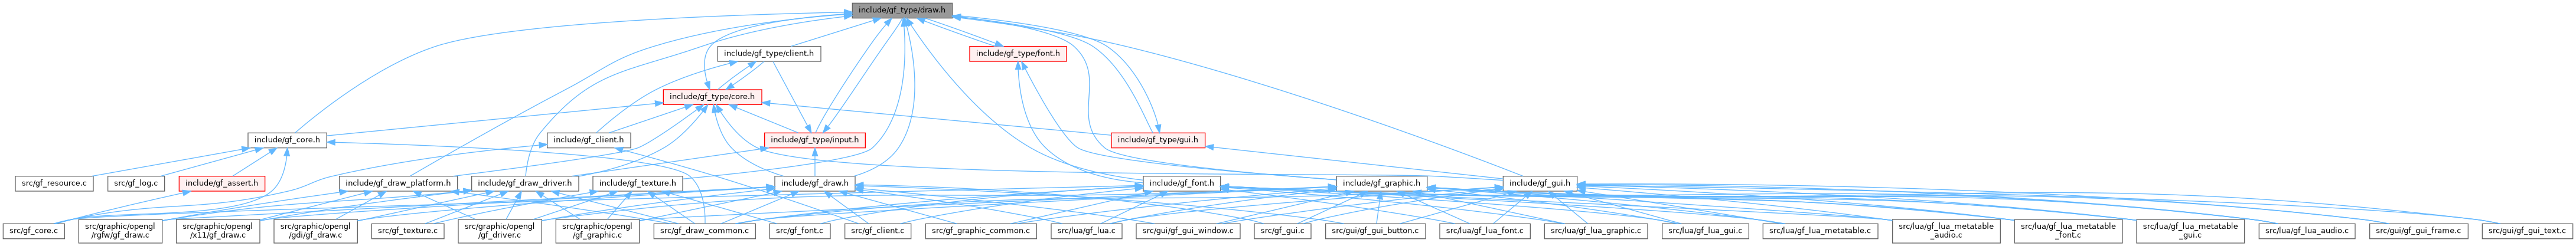 include/gf_type/draw.h
include/gf_type/client.h
include/gf_type/font.h
include/gf_type/core.h
include/gf_core.h
include/gf_client.h
include/gf_type/input.h
include/gf_type/gui.h
src/gf_resource.c
src/gf_log.c
include/gf_assert.h
include/gf_draw_platform.h
include/gf_draw_driver.h
include/gf_texture.h
include/gf_draw.h
include/gf_font.h
include/gf_graphic.h
include/gf_gui.h
src/gf_core.c
src/graphic/opengl
/rgfw/gf_draw.c
src/graphic/opengl
/x11/gf_draw.c
src/graphic/opengl
/gdi/gf_draw.c
src/gf_texture.c
src/graphic/opengl
/gf_driver.c
src/graphic/opengl
/gf_graphic.c
src/gf_draw_common.c
src/gf_font.c
src/gf_client.c
src/gf_graphic_common.c
src/lua/gf_lua.c
src/gui/gf_gui_window.c
src/gf_gui.c
src/gui/gf_gui_button.c
src/lua/gf_lua_font.c
src/lua/gf_lua_graphic.c
src/lua/gf_lua_gui.c
src/lua/gf_lua_metatable.c
src/lua/gf_lua_metatable
_audio.c
src/lua/gf_lua_metatable
_font.c
src/lua/gf_lua_metatable
_gui.c
src/lua/gf_lua_audio.c
src/gui/gf_gui_frame.c
src/gui/gf_gui_text.c